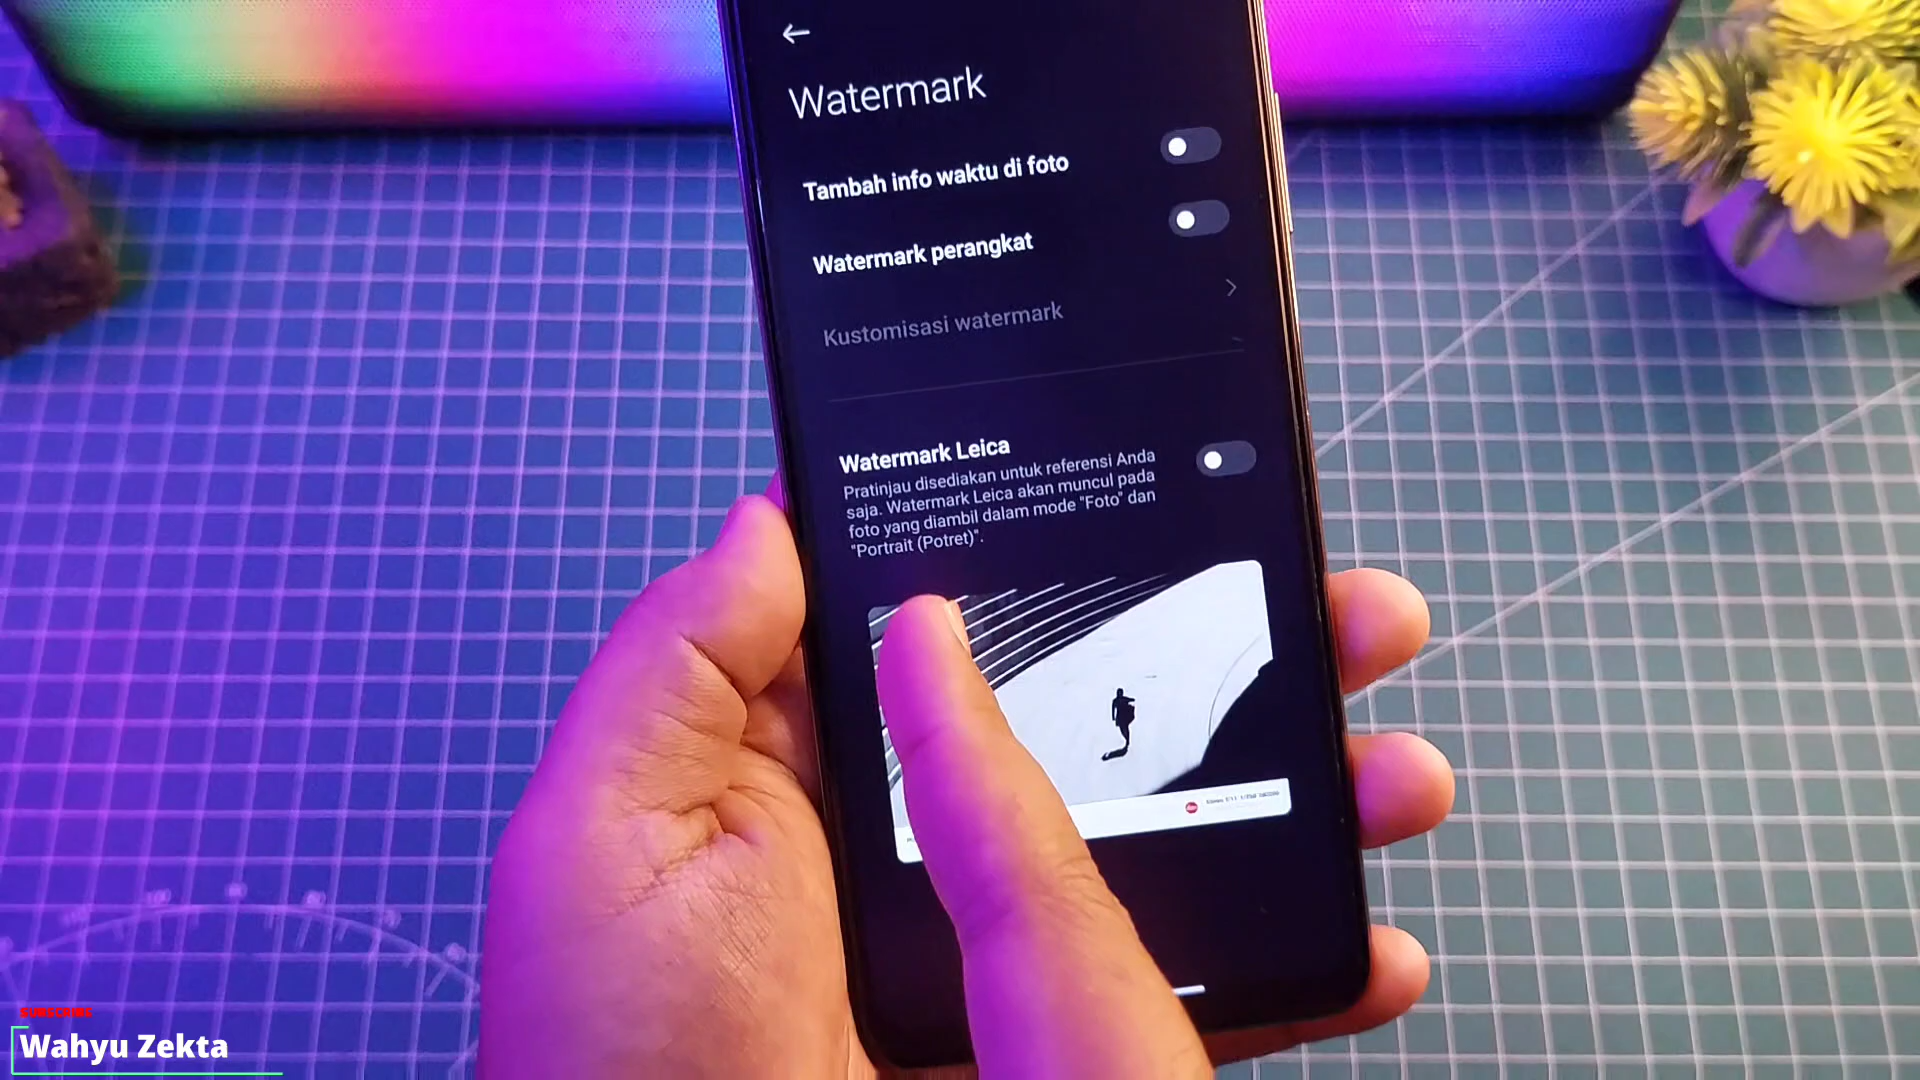 Watermark
Tambah info waktu di foto
Watermark perangkat
Kustomisasi watermark
Watermark Leica
Pratinjau disediakan untuk referensi Anda
saja. Watermark Leica akan muncul pada
foto yang diambil dalam mode "Foto" dan
"Portrait (Potret)".
SUBSCRIBE
Wahyu Zekta